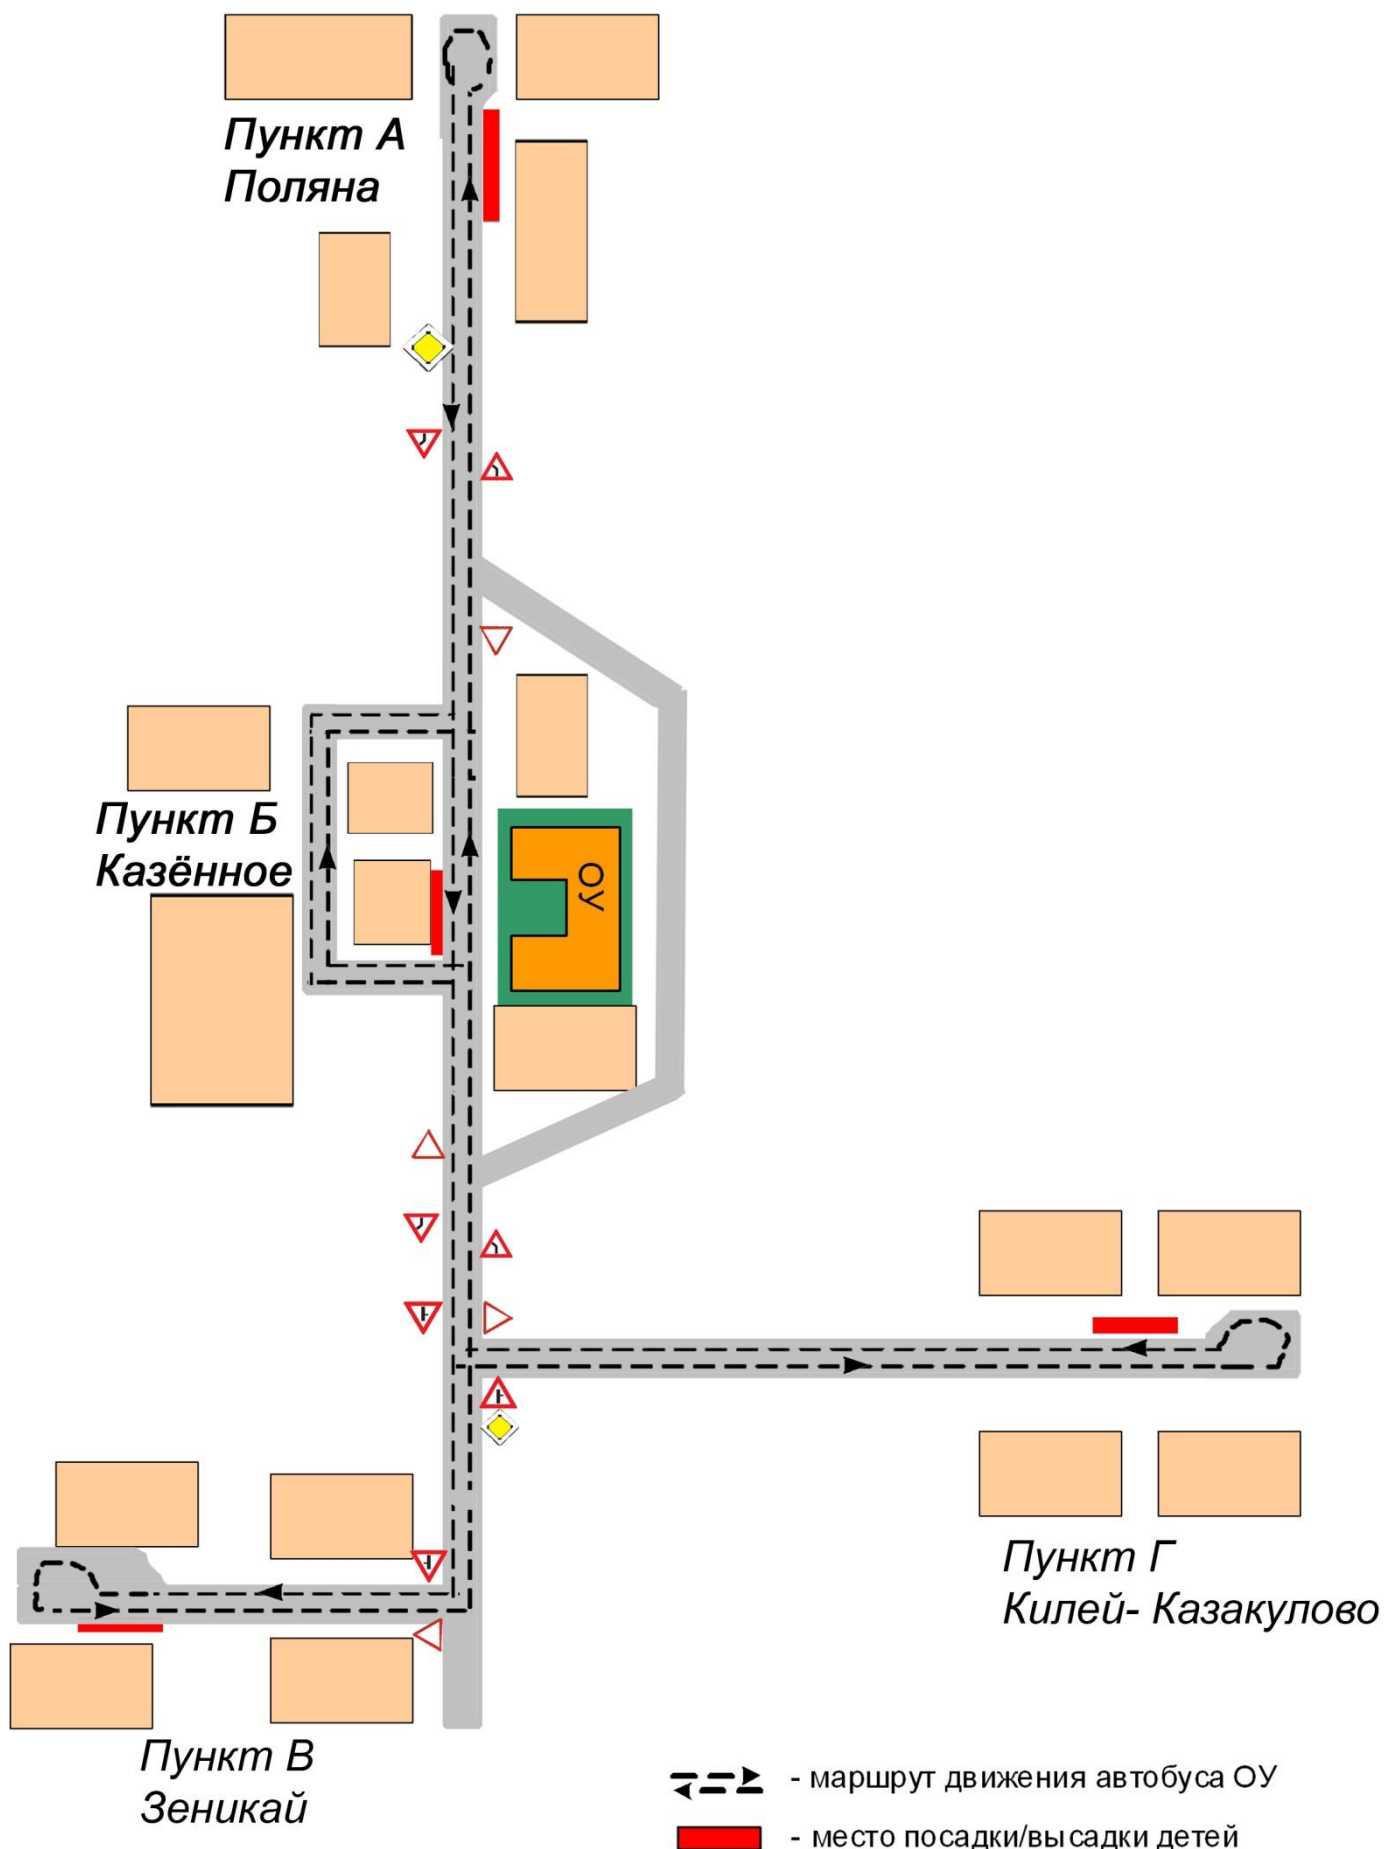 Пункт А
Поляна
Пункт Б
Казённое
ОУ
Пункт Г
Килей- Казакулово
Пункт В
Зеникай
- маршрут движения автобуса ОУ
- место посадки/высадки детей